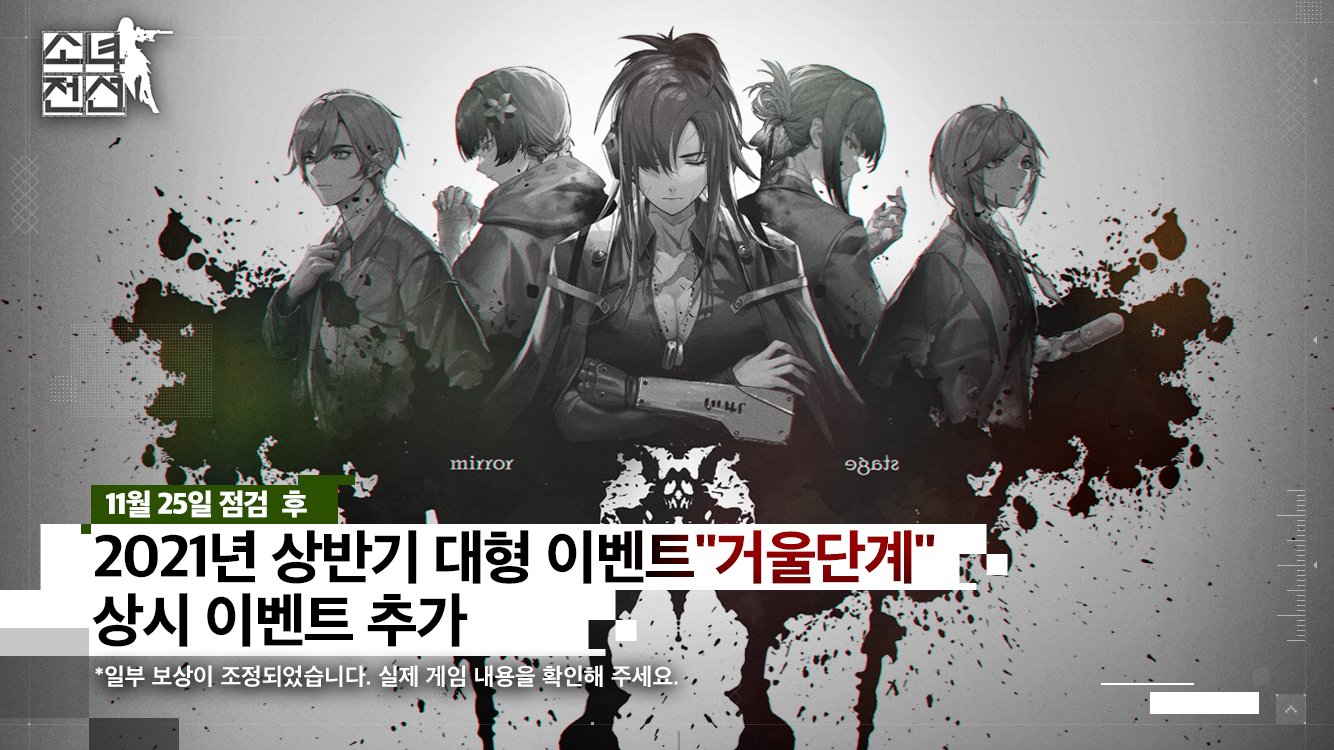 소녀
전선
mirror
stage
11월 25일 점검 후
2021년 상반기 대형 이벤트"거울단계"
상시 이벤트 추가
*일부 보상이 조정되었습니다. 실제 게임 내용을 확인해 주세요.